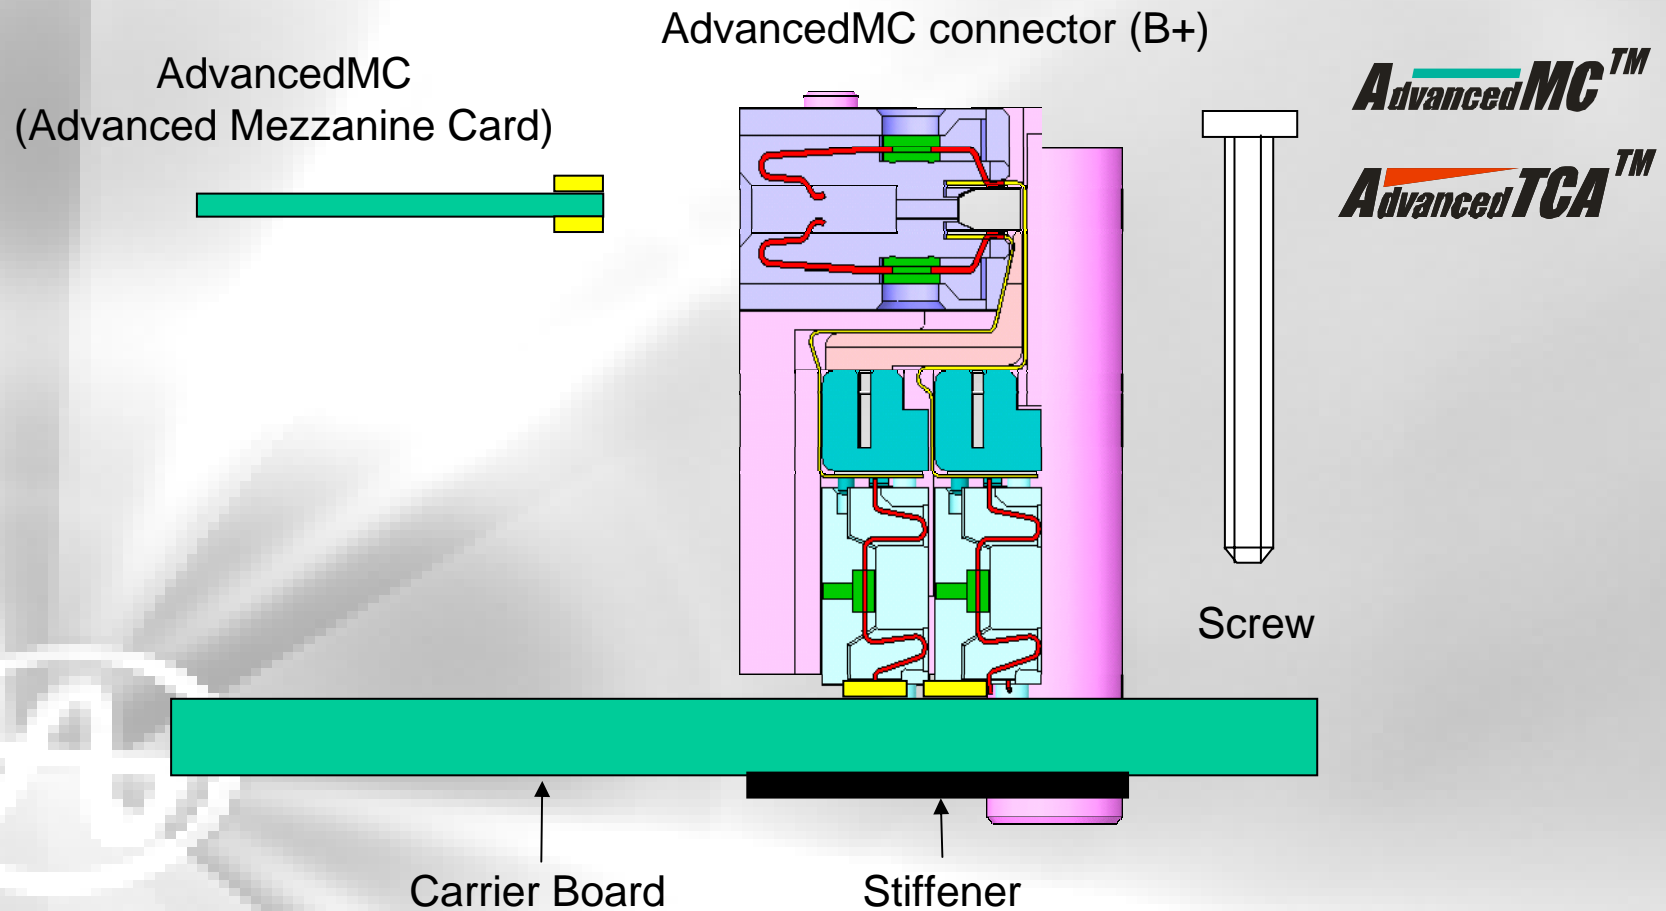 AdvancedMC connector (B+)
AdvancedMC
(Advanced Mezzanine Card)
AdvancedMC™
AdvancedTCA™
Screw
Carrier Board
Stiffener